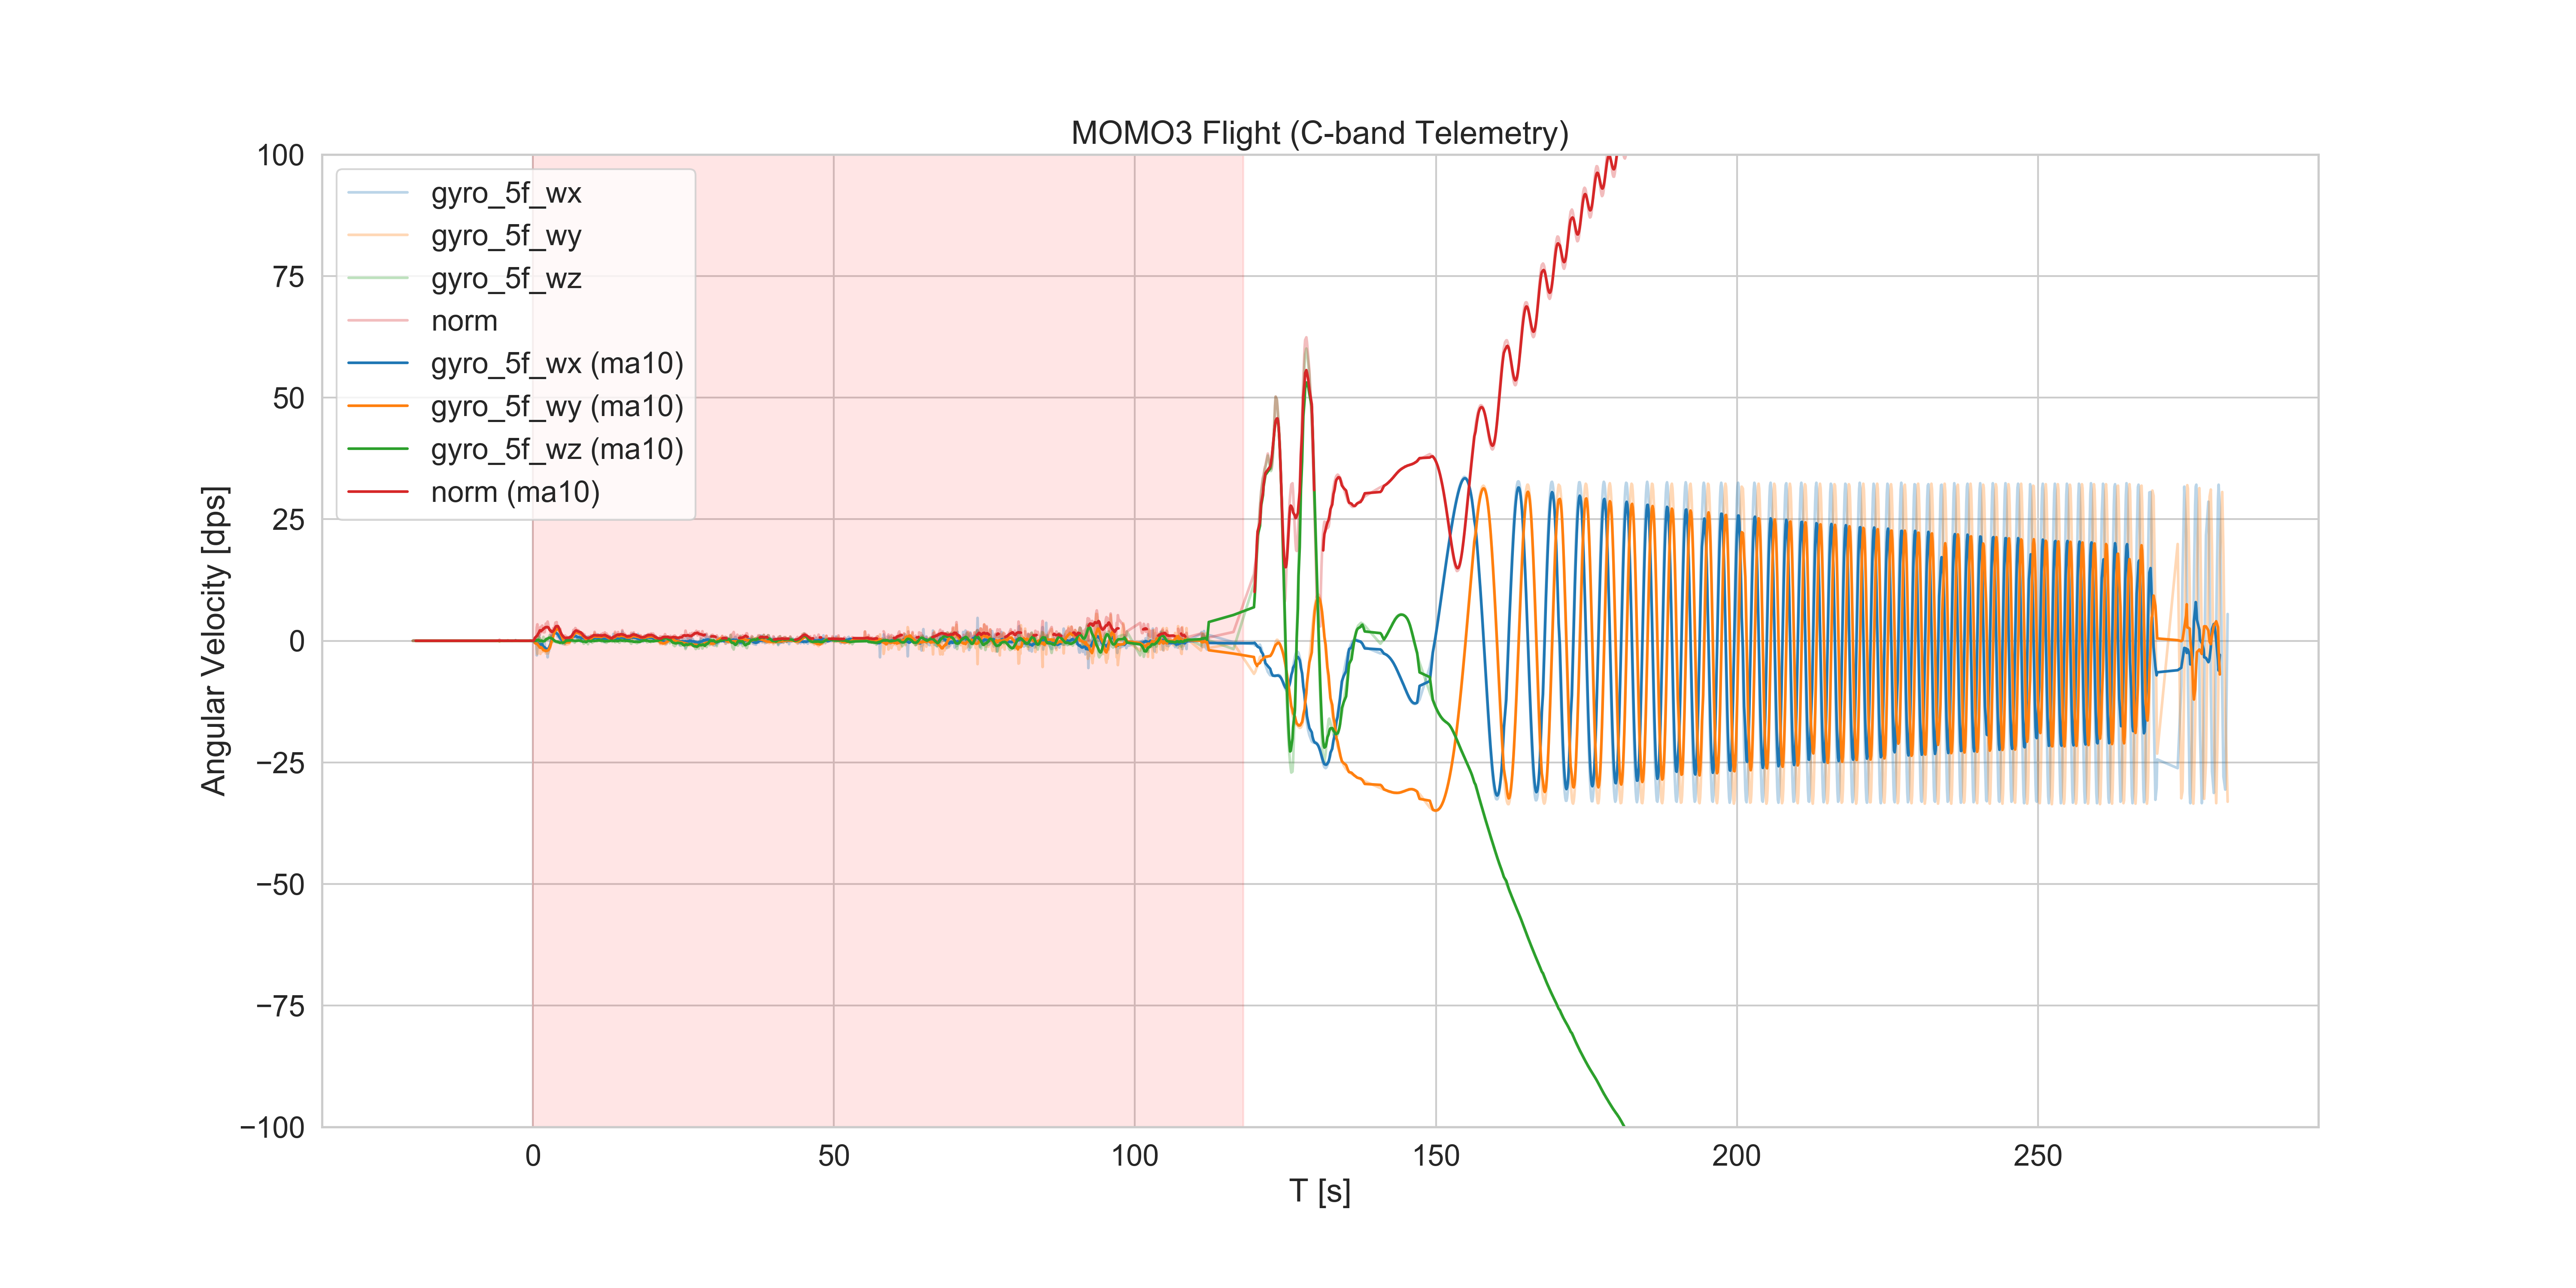 MOMO3 Flight (C-band Telemetry)
100
75
50
25
0
−25
−50
−75
−100
Angular Velocity [dps]
gyro_5f_wx
gyro_5f_wy
gyro_5f_wz
norm
gyro_5f_wx (ma10)
gyro_5f_wy (ma10)
gyro_5f_wz (ma10)
norm (ma10)
0 50 100 150 200 250
T [s]